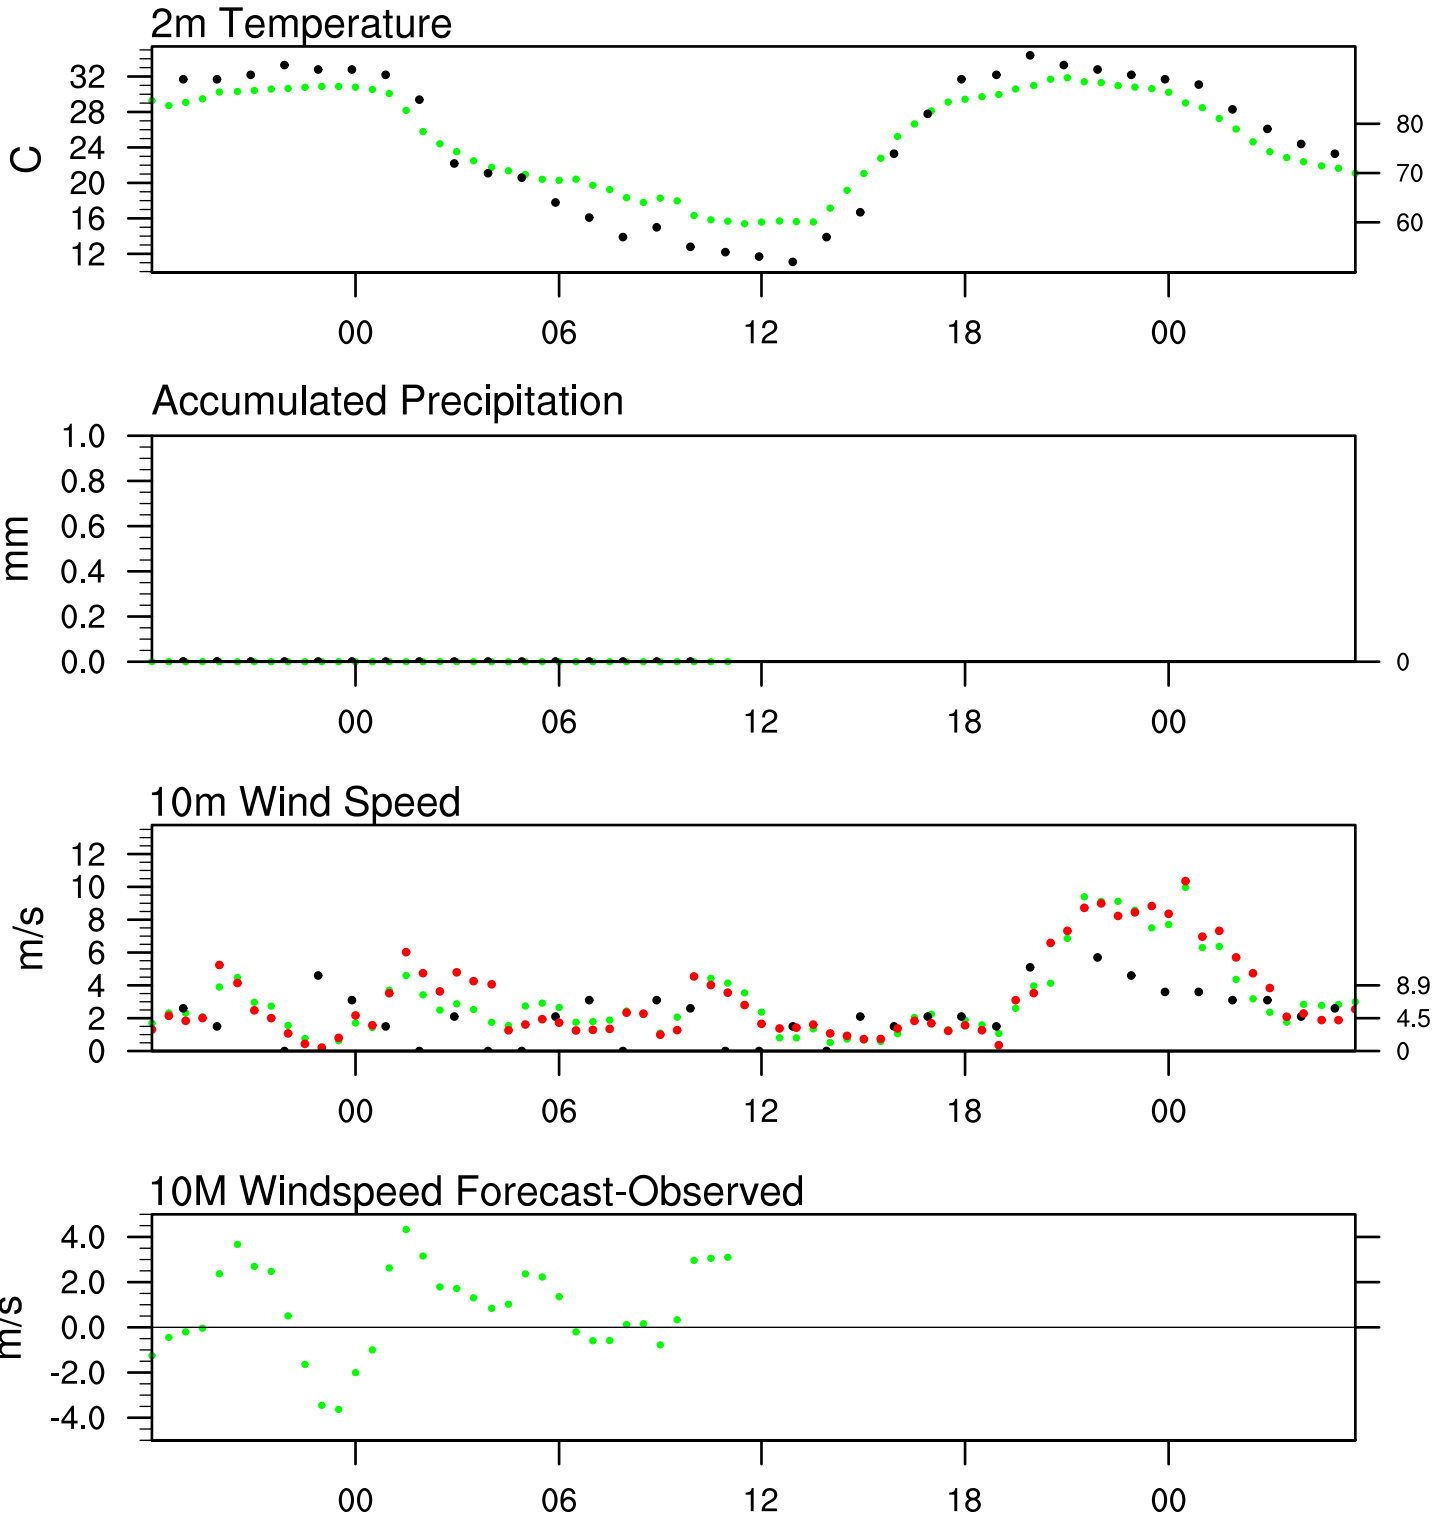 2m Temperature
C
32
28
24
20
16
12
80
70
60
00 06 12 18 00
Accumulated Precipitation
mm
1.0
0.8
0.6
0.4
0.2
0.0
0
00 06 12 18 00
10m Wind Speed
m/s
12
10
8
6
4
2
0
8.9
4.5
0
00 06 12 18 00
10M Windspeed Forecast-Observed
m/s
4.0
2.0
0.0
-2.0
-4.0
00 06 12 18 00